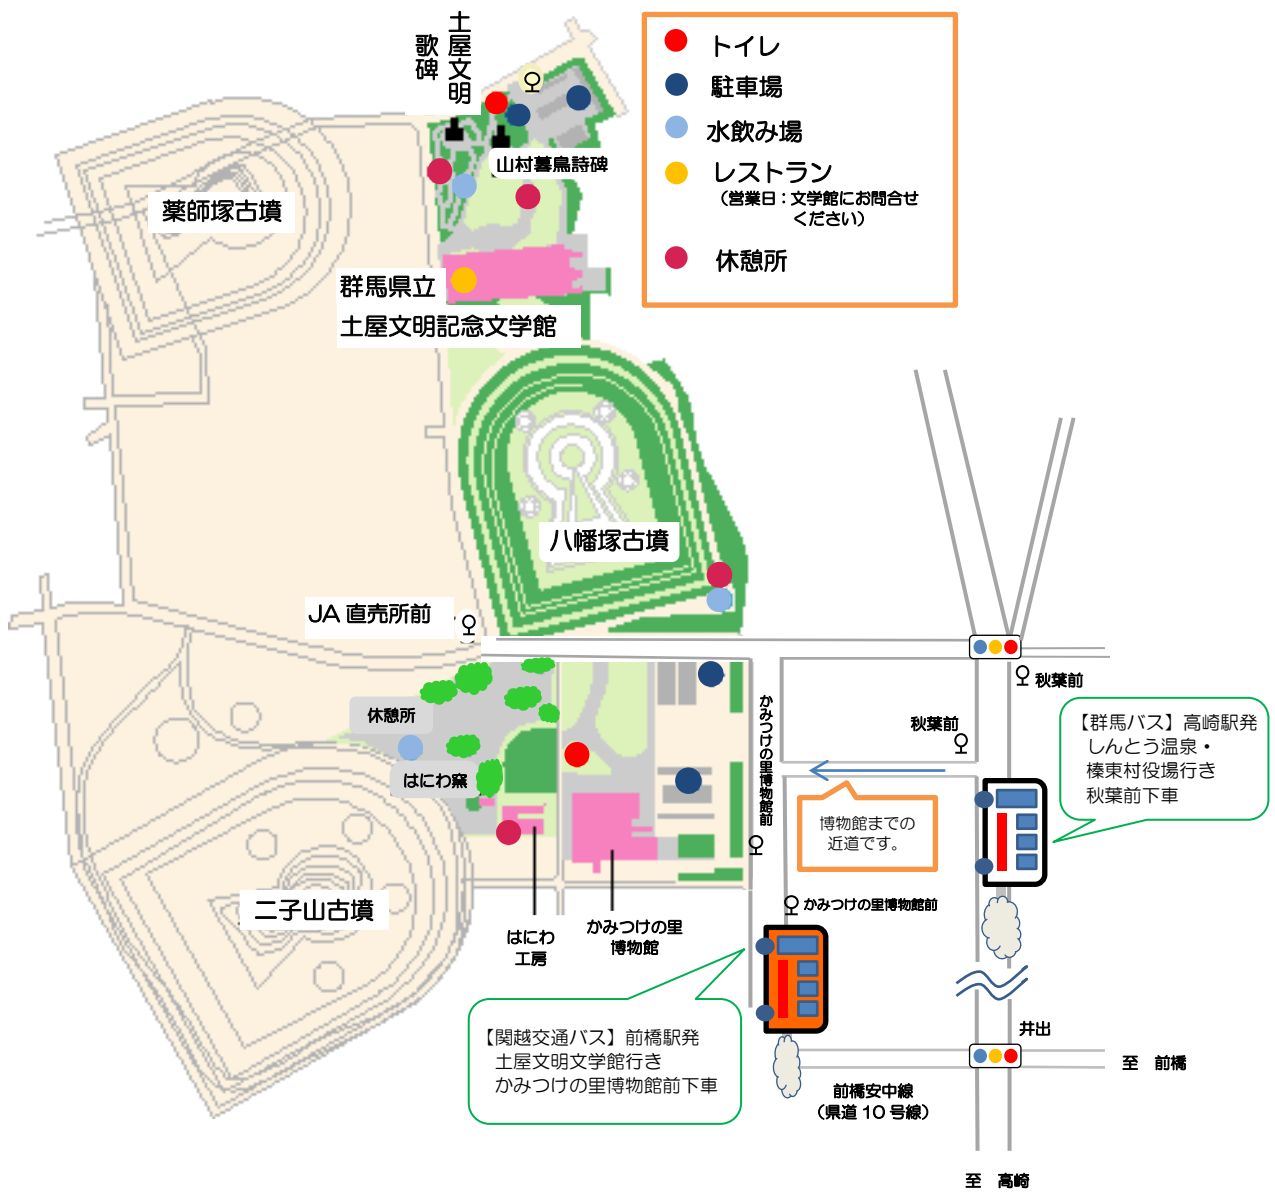 土屋文明
歌碑
トイレ
駐車場
水飲み場
レストラン
（営業日：文学館にお問合せ
ください）
休憩所
山村暮鳥詩碑
薬師塚古墳
群馬県立
土屋文明記念文学館
八幡塚古墳
JA 直売所前
秋葉前
休憩所
はにわ窯
かみつけの里博物館前
秋葉前
【群馬バス】高崎駅発
しんとう温泉・
榛東村役場行き
秋葉前下車
博物館までの
近道です。
二子山古墳
はにわ
工房
かみつけの里
博物館
かみつけの里博物館前
【関越交通バス】前橋駅発
土屋文明文学館行き
かみつけの里博物館前下車
井出
至　前橋
前橋安中線
（県道 10 号線）
至　高崎